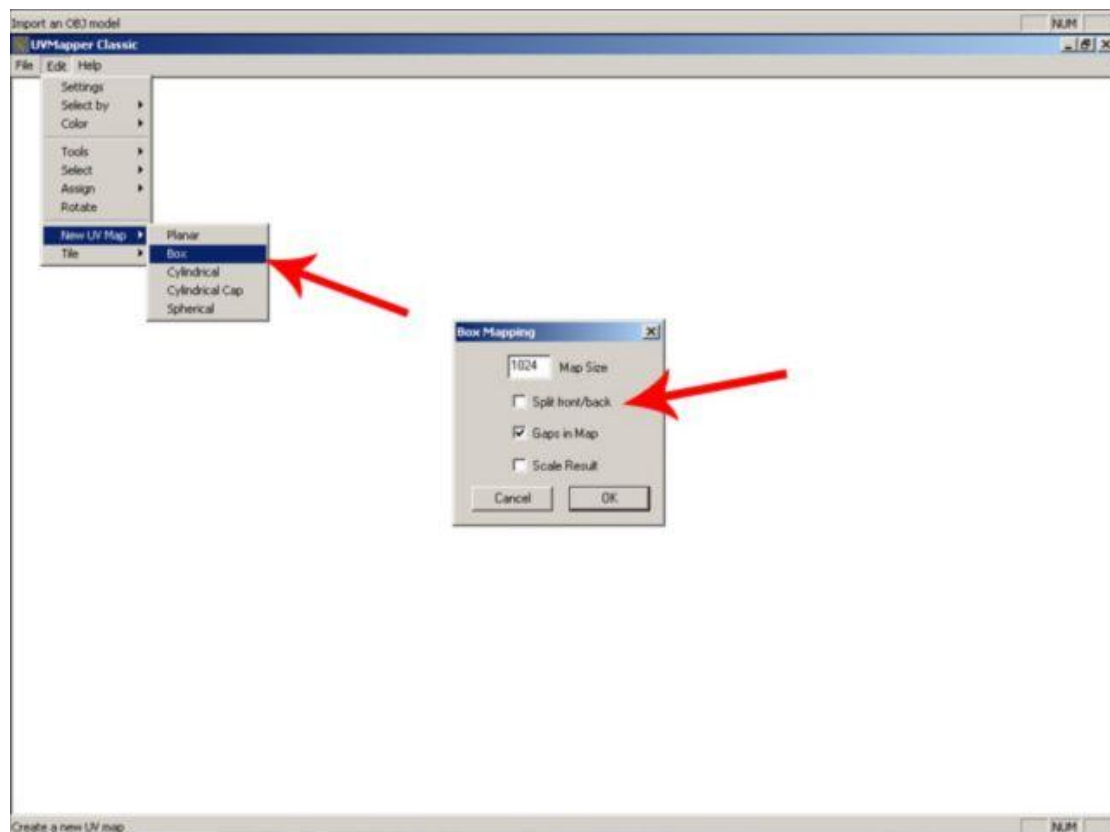 Import an OBJ model NUM
UVMapper Classic
File Edit Help
Settings
Select by
Color
Tools
Select
Assign
Rotate
New UV Map
Tile
Planar
Box
Cylindrical
Cylindrical Cap
Spherical
Box Mapping
1024 Map Size
Split front/back
Gaps in Map
Scale Result
Cancel OK
Create a new UV map NUM